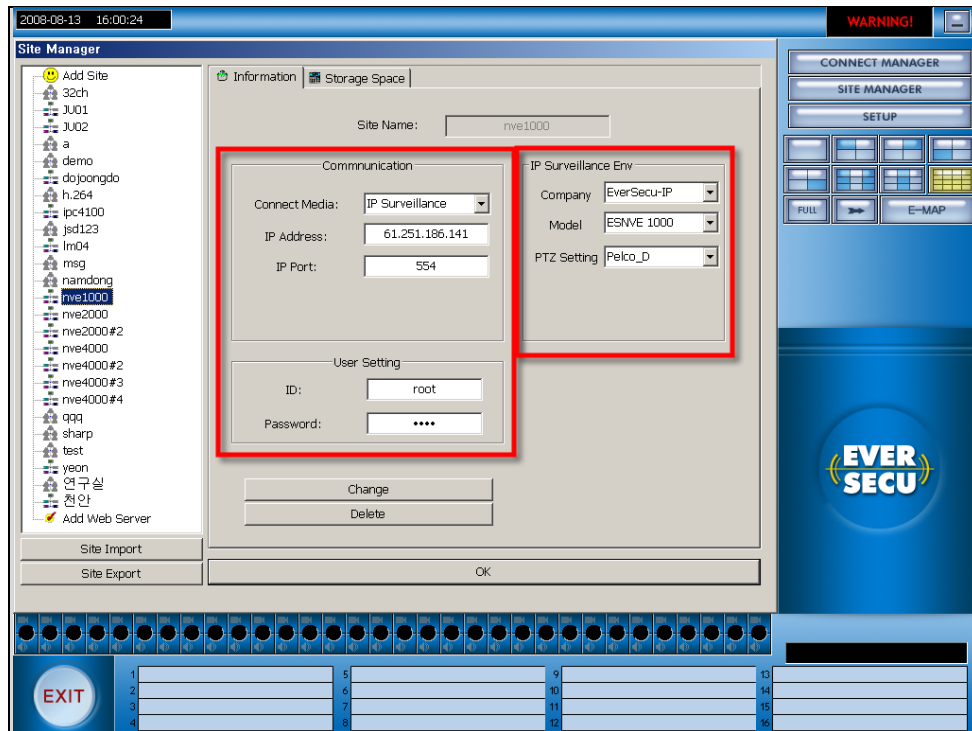 2008-08-13 16:00:24
WARNING!
Site Manager
Add Site
32ch
JU01
JU02
a
demo
dojoongdo
h.264
ipc4100
jsd123
lm04
msg
namdong
nve1000
nve2000
nve2000#2
nve4000
nve4000#2
nve4000#3
nve4000#4
qqq
sharp
test
yeon
연구실
천안
Add Web Server
Site Import
Site Export
Information
Storage Space
Site Name: nve1000
Commnunication
Connect Media: IP Surveillance
IP Address: 61.251.186.141
IP Port: 554
User Setting
ID: root
Password: ••••
IP Surveillance Env
Company EverSecu-IP
Model ESNVE 1000
PTZ Setting Pelco_D
Change
Delete
OK
CONNECT MANAGER
SITE MANAGER
SETUP
FULL
E-MAP
EVER
SECU
EXIT
1 5 9 13
2 6 10 14
3 7 11 15
4 8 12 16